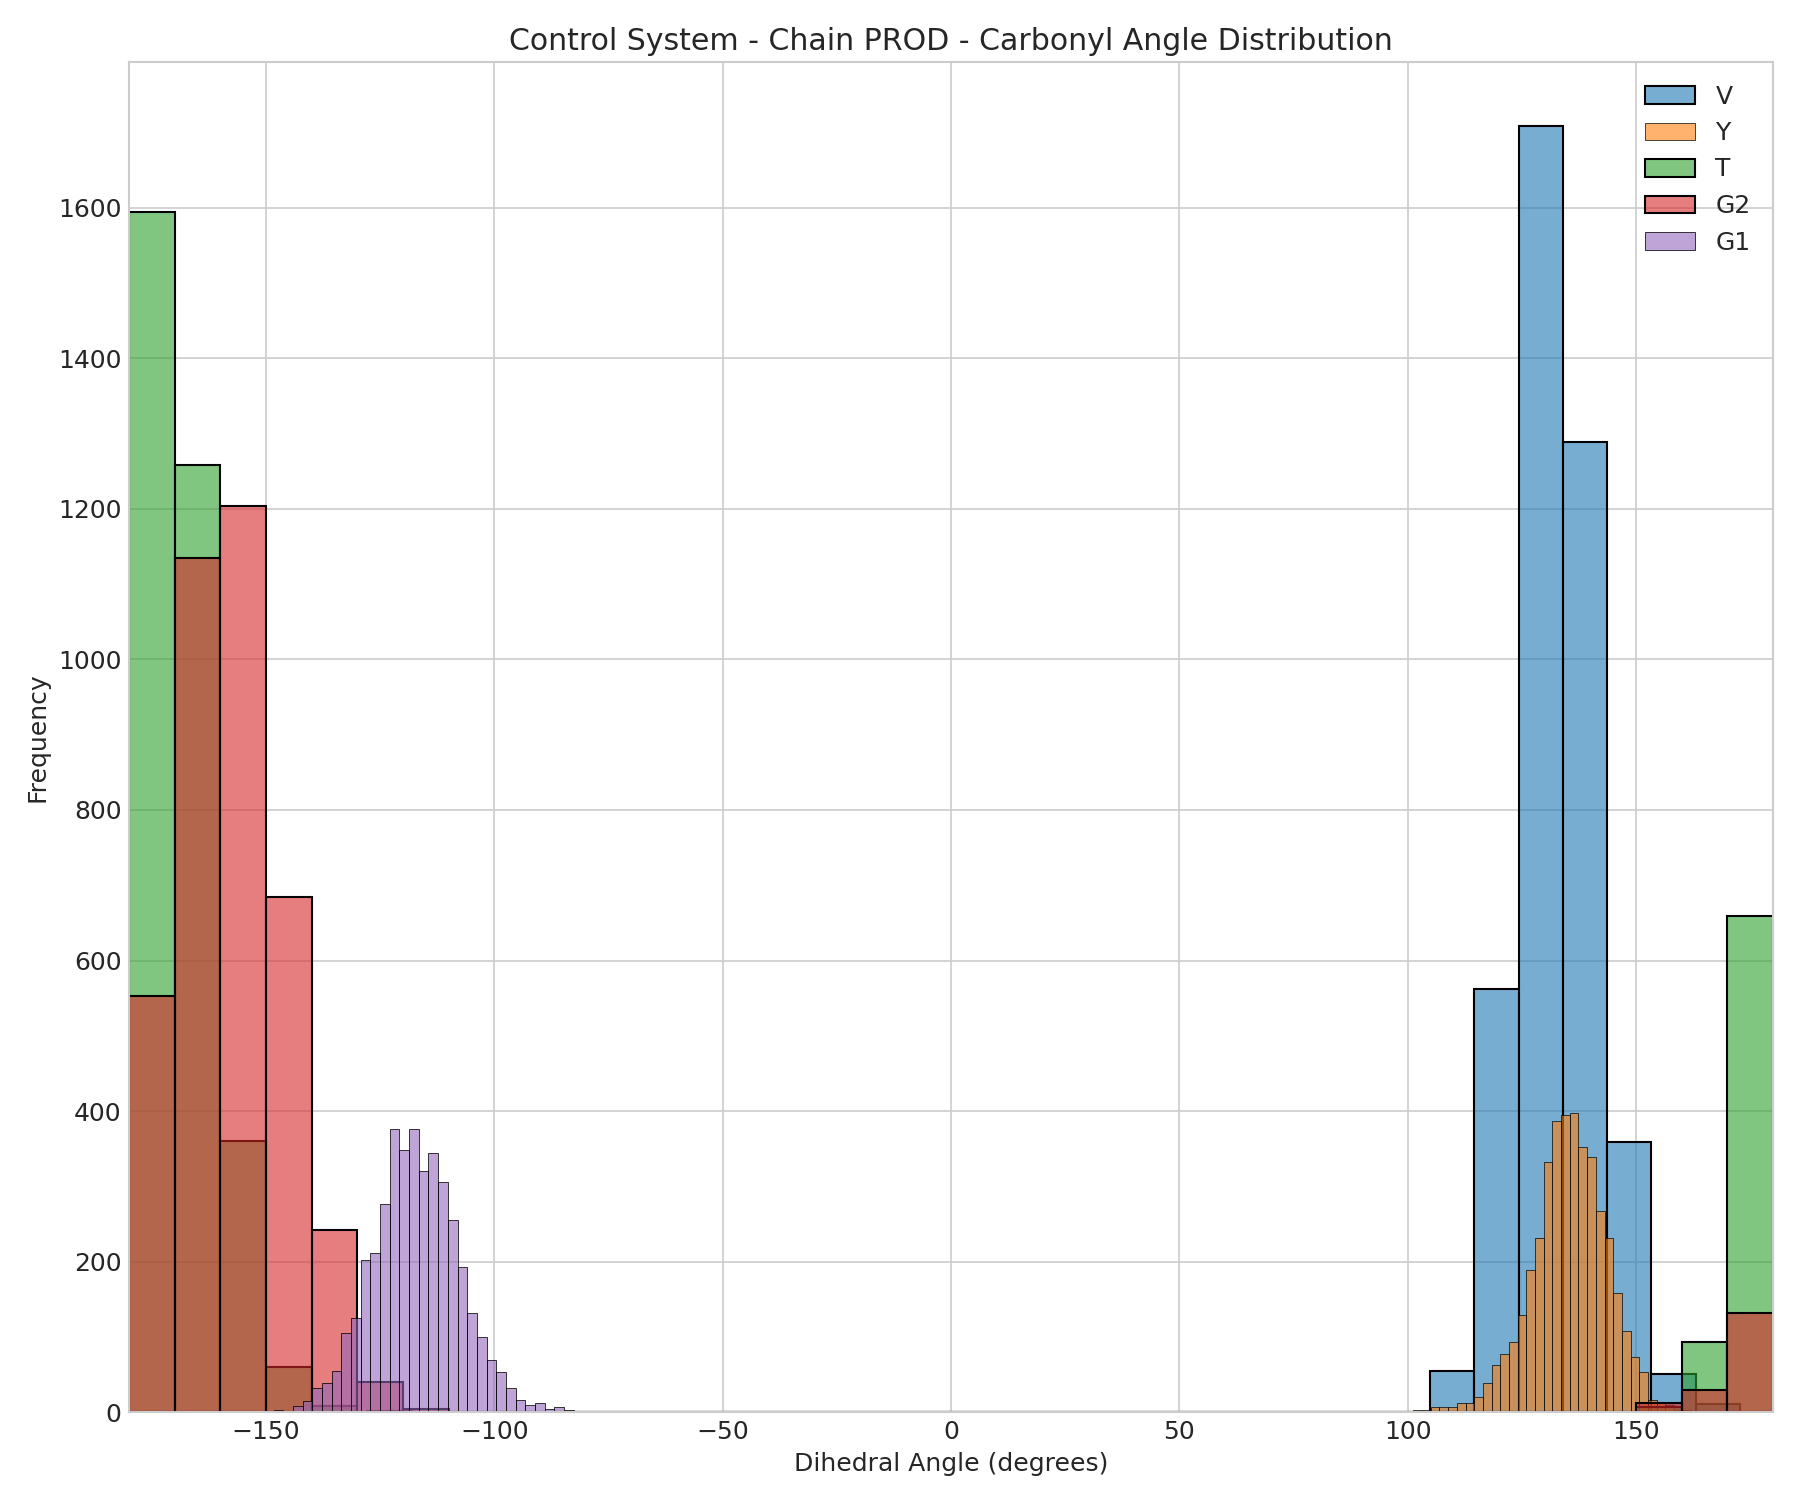 Control System - Chain PROD - Carbonyl Angle Distribution
V
Y
T
G2
G1
1600
1400
1200
1000
800
600
400
200
0
Frequency
−150
−100
−50
0
50
100
150
Dihedral Angle (degrees)